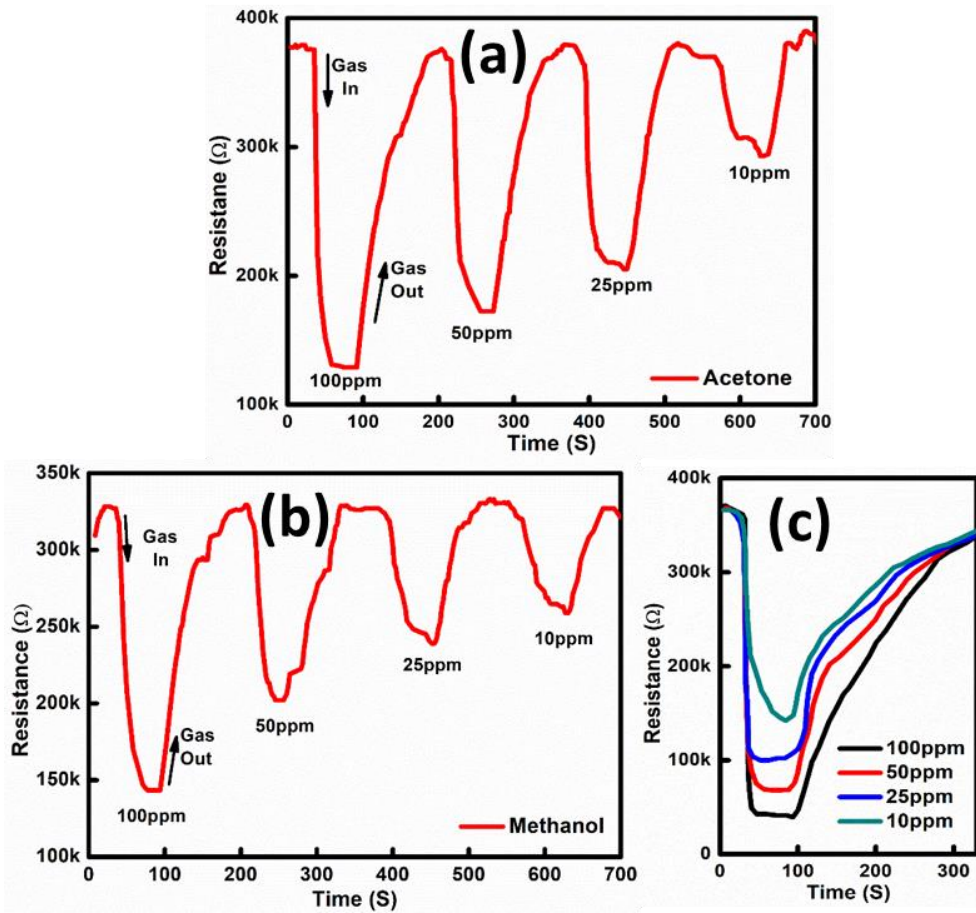 (a)
400k
300k
200k
100k
Resistane (Ω)
Gas
In
Gas
Out
100ppm
50ppm
25ppm
10ppm
Acetone
0 100 200 300 400 500 600 700
Time (S)
(b)
350k
300k
250k
200k
150k
100k
Resistance (Ω)
Gas
In
Gas
Out
100ppm
50ppm
25ppm
10ppm
Methanol
0 100 200 300 400 500 600 700
Time (S)
(c)
400k
300k
200k
100k
0
Resistance (Ω)
100ppm
50ppm
25ppm
10ppm
0 100 200 300
Time (S)